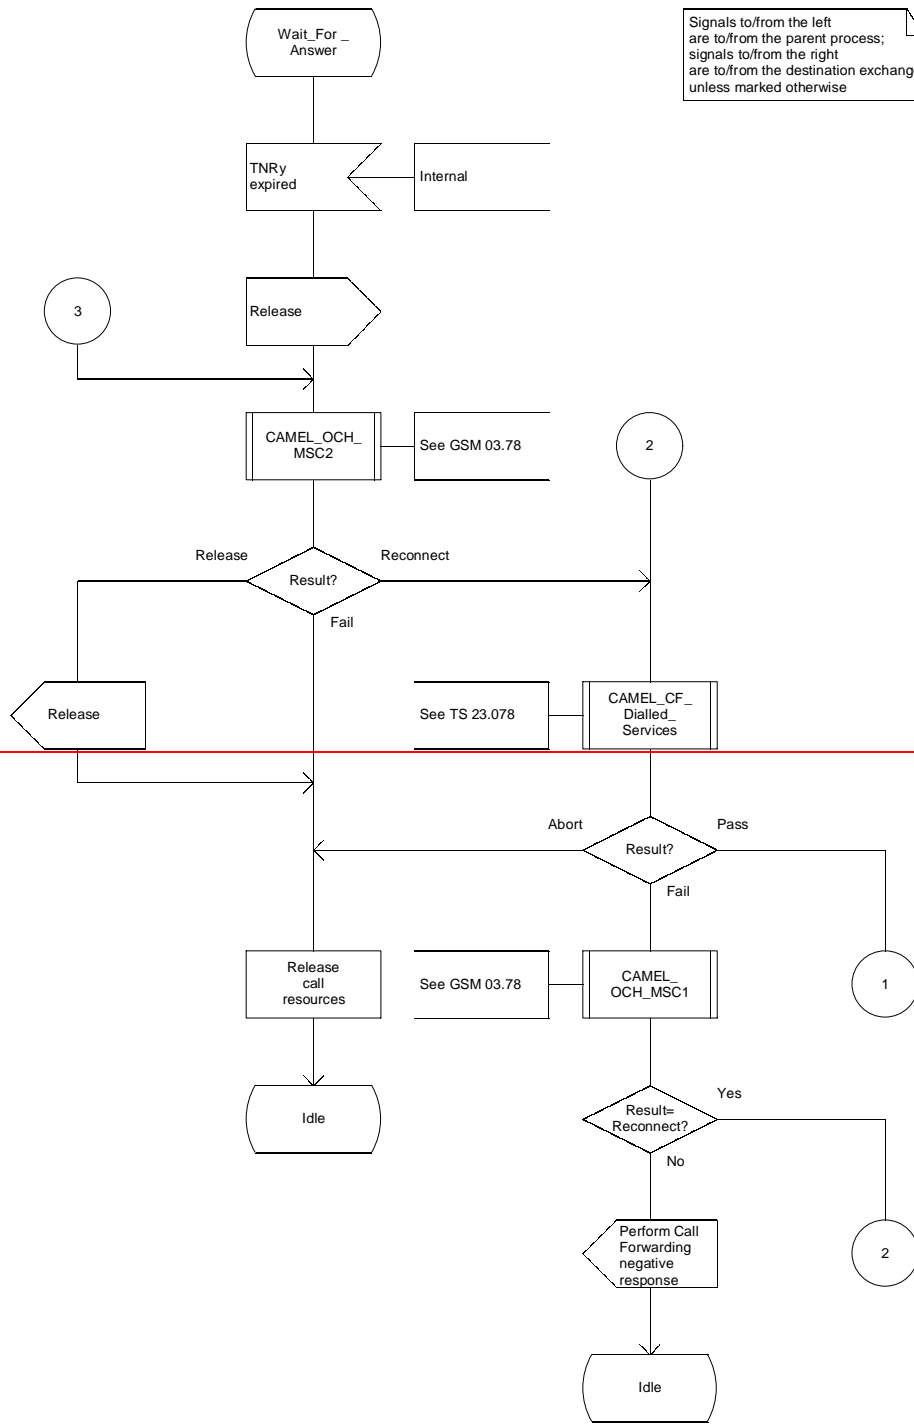 Wait_For _
Answer
Signals to/from the left
are to/from the parent process;
signals to/from the right
are to/from the destination exchang
unless marked otherwise
TNRy
expired
Internal
3
Release
CAMEL_OCH_
MSC2
See GSM 03.78
2
Release
Result?
Reconnect
Fail
Release
See TS 23.078
CAMEL_CF_
Dialled_
Services
Abort
Result?
Pass
Fail
Release
call
resources
See GSM 03.78
CAMEL_
OCH_MSC1
1
Idle
Result=
Reconnect?
Yes
No
Perform Call
Forwarding
negative
response
2
Idle